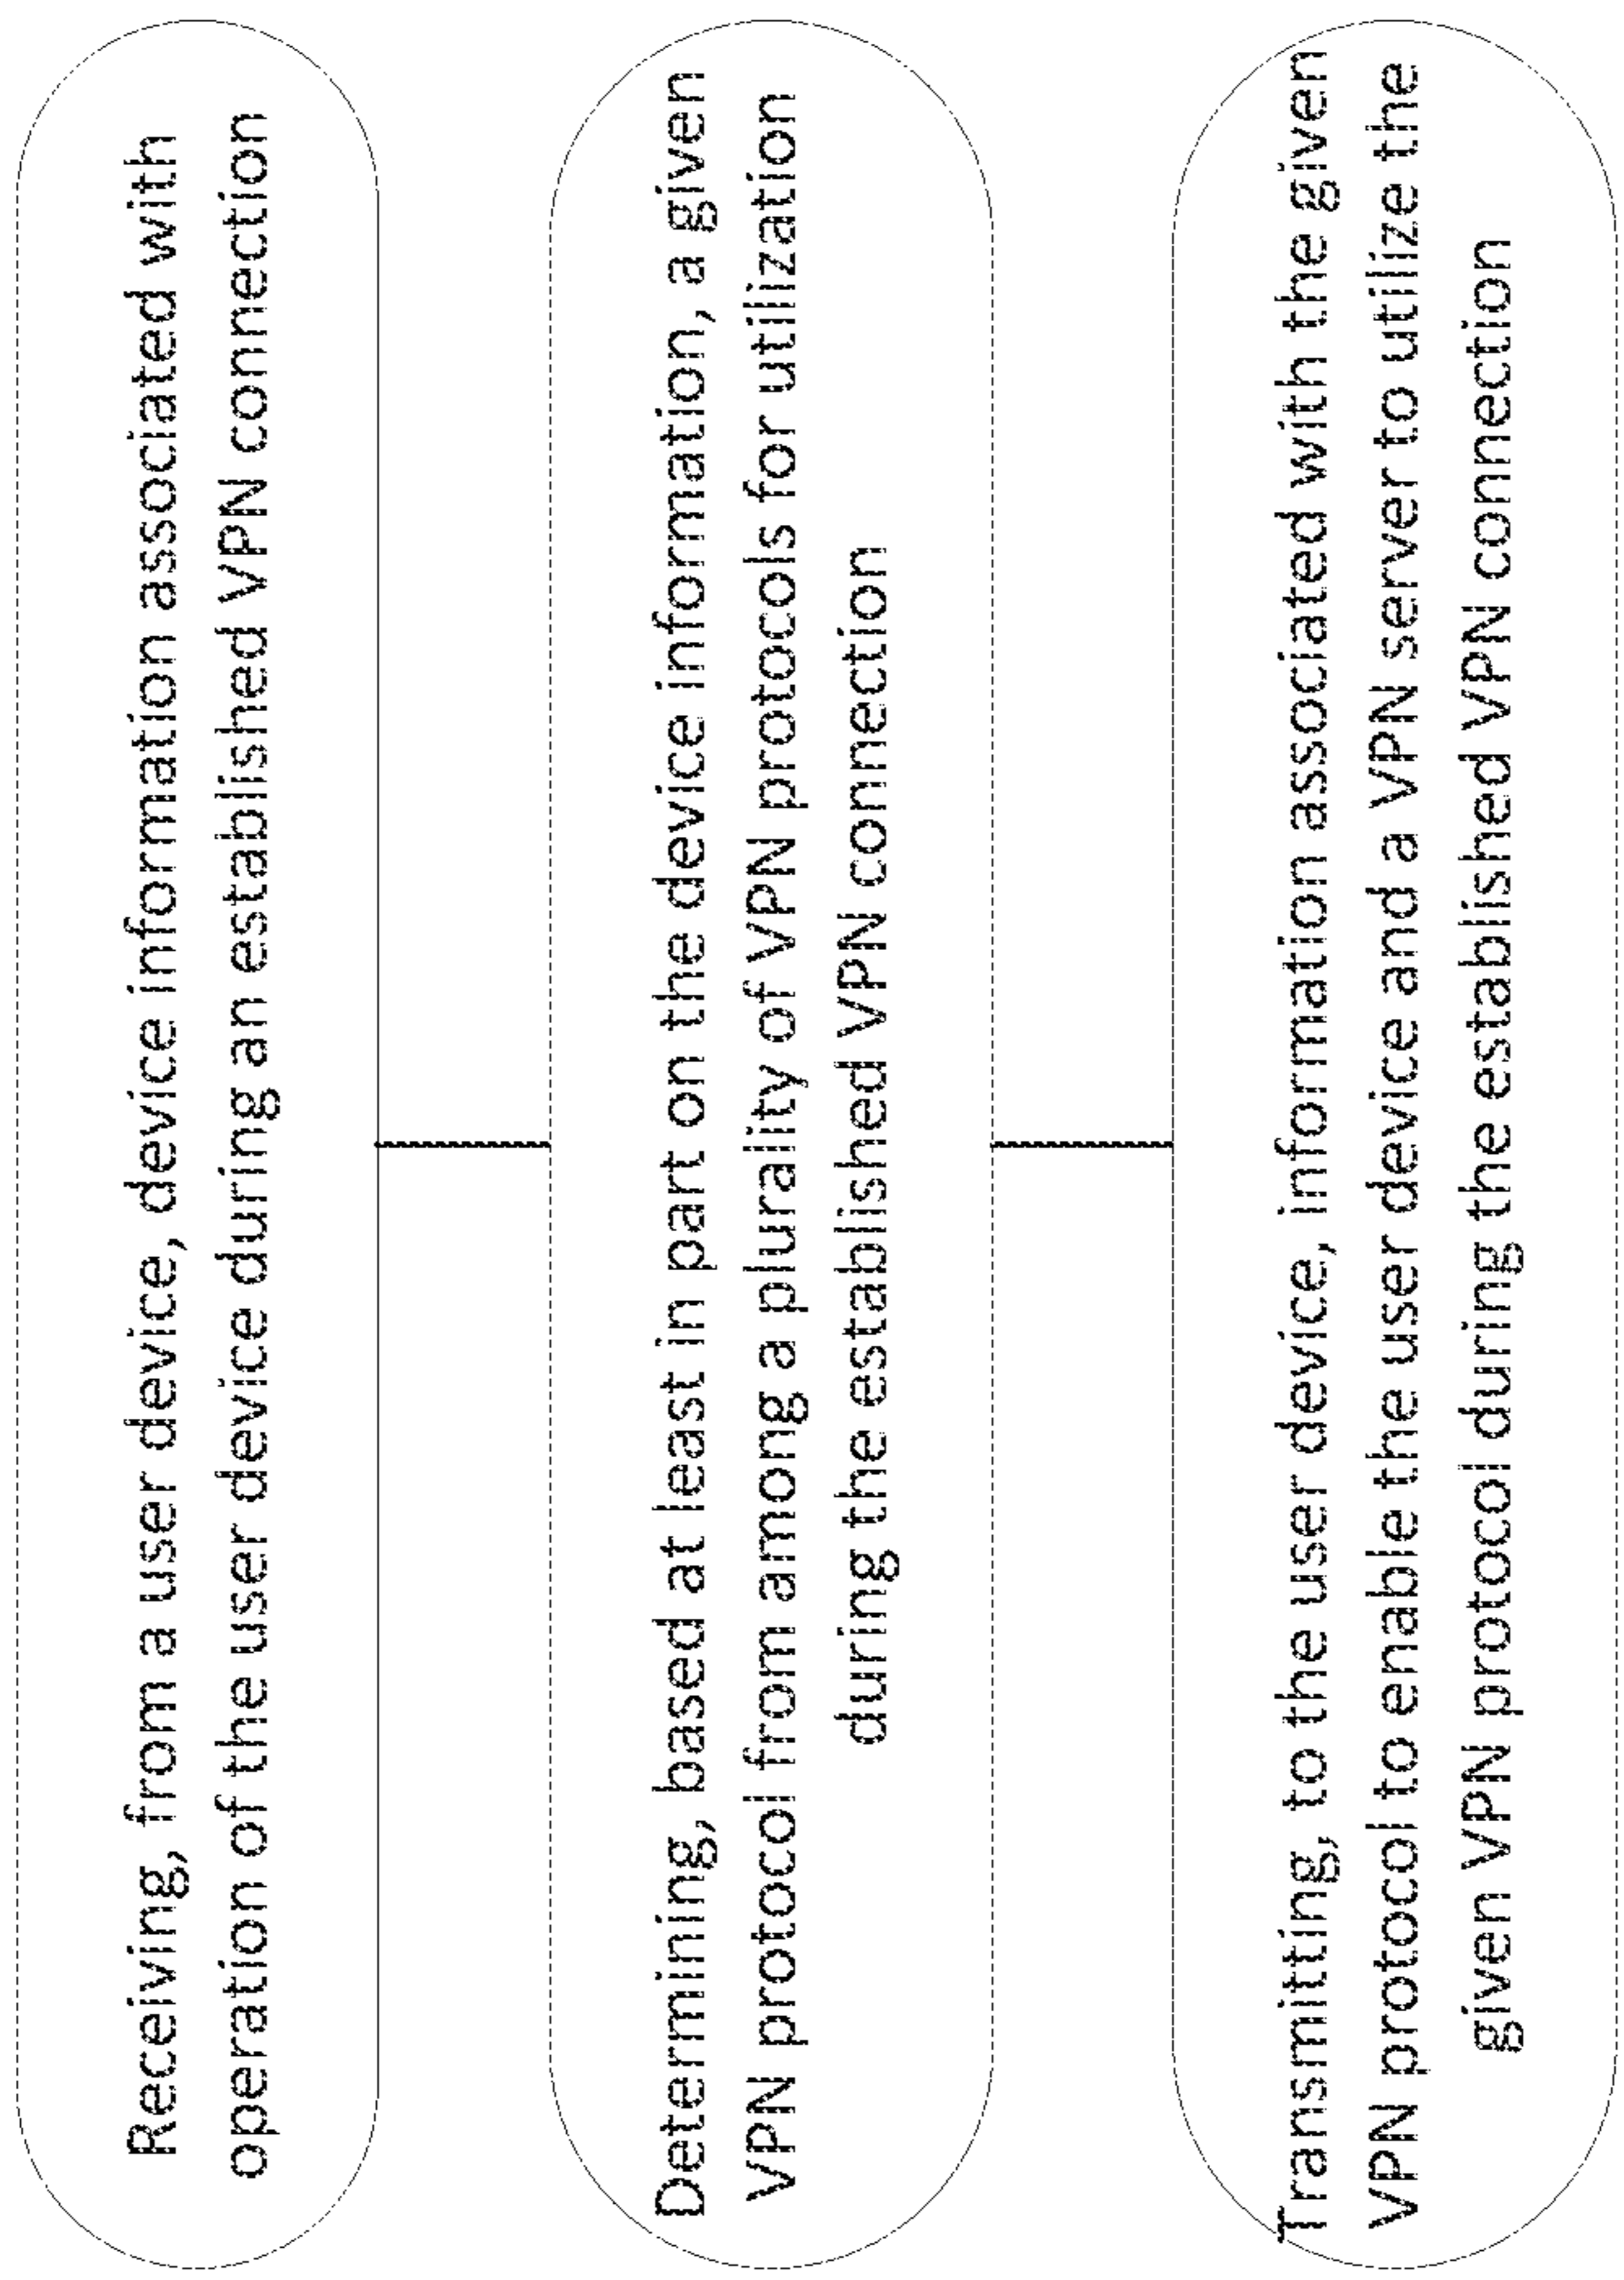 Receiving, from a user device, device information associated with
operation of the user device during an established VPN connection
Determining, based at least in part on the device information, a given
VPN protocol from among a plurality of VPN protocols for utilization
during the established VPN connection
Transmitting, to the user device, information associated with the given
VPN protocol to enable the user device and a VPN server to utilize the
given VPN protocol during the established VPN connection